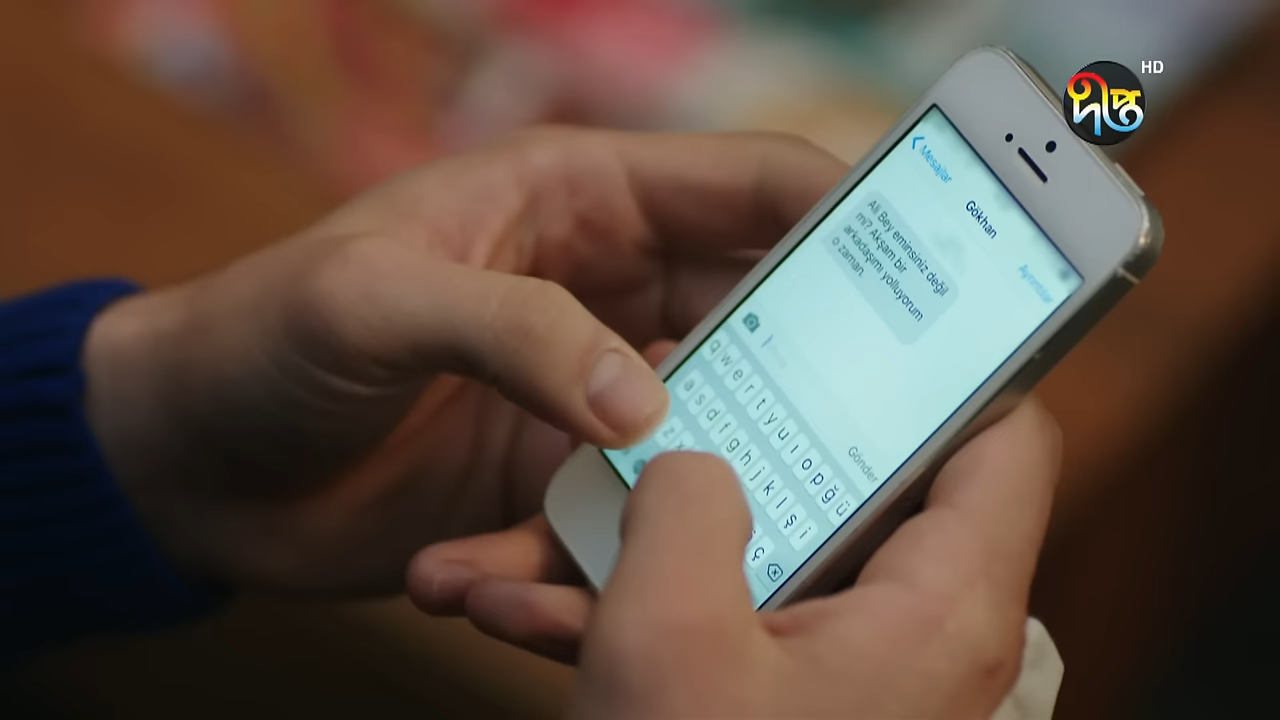 HD
দীপ্ত
Mesajlar
Gökhan
Ayrıntılar
Ali Bey eminsiniz değil
mi? Akşam bir
arkadaşımı yolluyorum
o zaman.
Gönder
q w e r t y u ı o p ğ ü
a s d f g h j k l ş i
z
ç